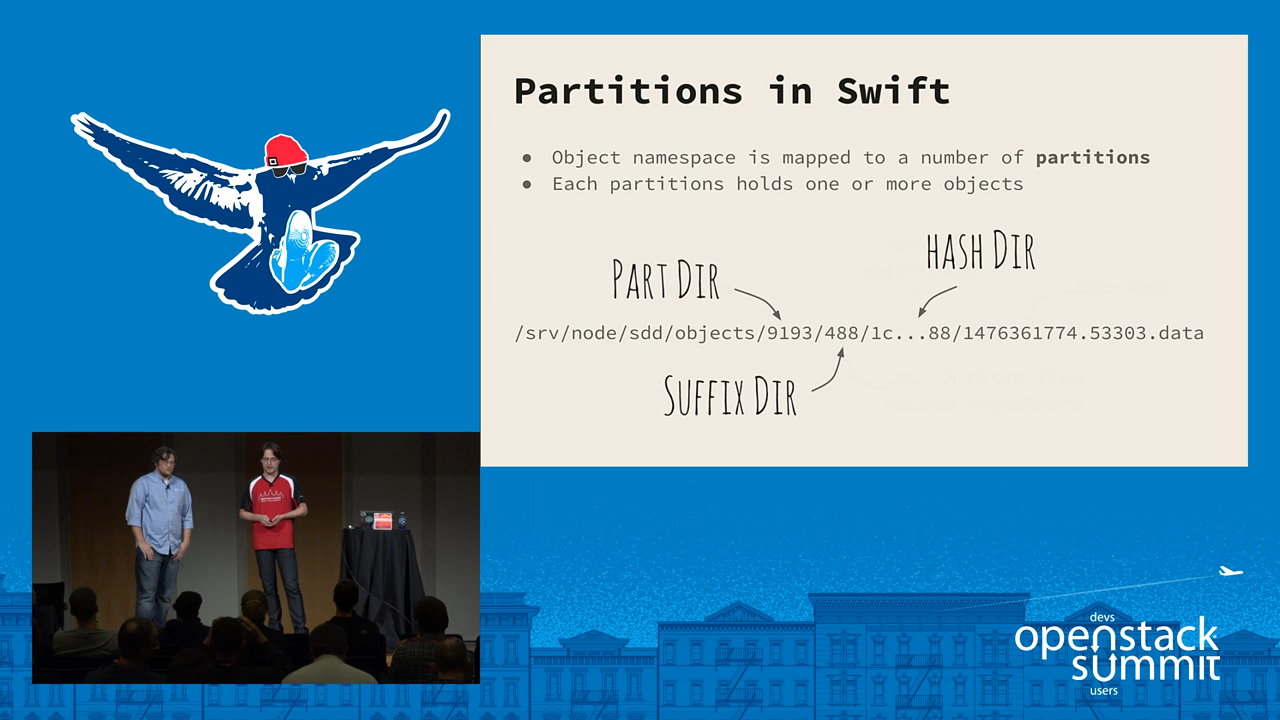 Partitions in Swift
● Object namespace is mapped to a number of partitions
● Each partitions holds one or more objects
HASH DIR
PART DIR
/srv/node/sdd/objects/9193/488/1c...88/1476361774.53303.data
SUFFIX DIR
devs
openstack
summit
users